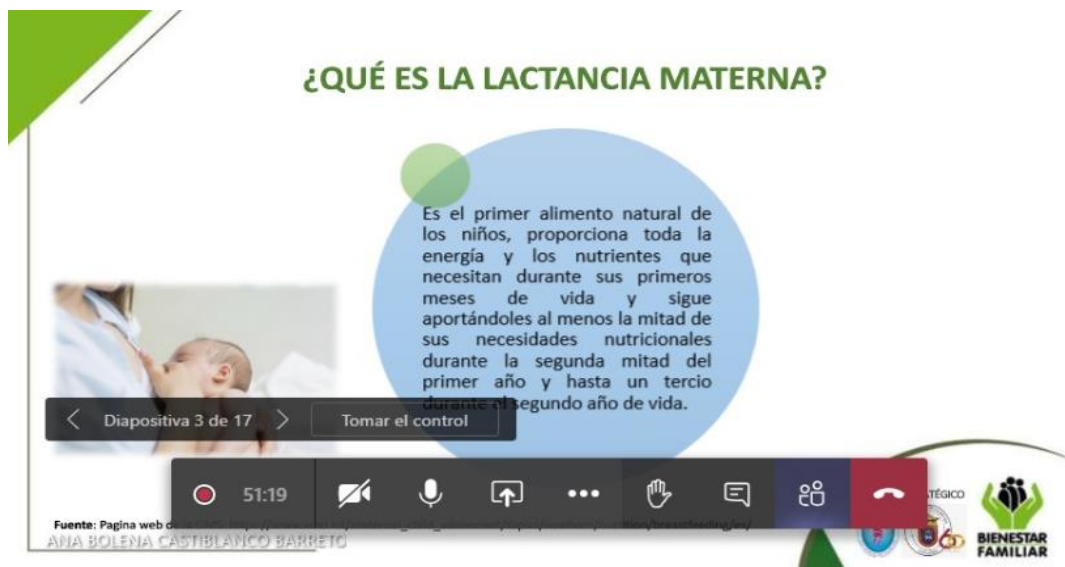 ¿QUÉ ES LA LACTANCIA MATERNA?
Es el primer alimento natural de
los niños, proporciona toda la
energía y los nutrientes que
necesitan durante sus primeros
meses de vida y sigue
aportándoles al menos la mitad de
sus necesidades nutricionales
durante la segunda mitad del
primer año y hasta un tercio
durante el segundo año de vida.
Diapositiva 3 de 17
Tomar el control
51:19
Fuente: Pagina web
ANA BOLENA CASTIBLANCO BARRETO
BIENESTAR
FAMILIAR